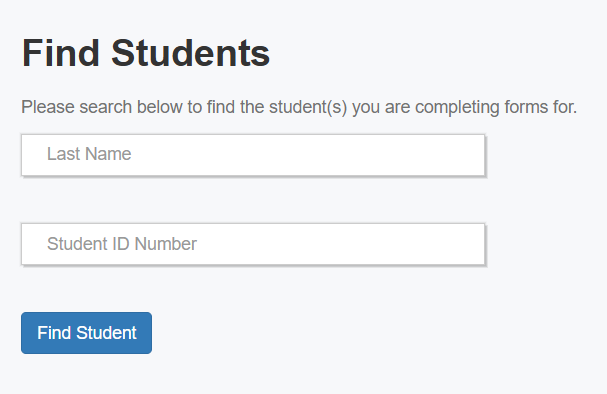 Find Students
Please search below to find the student(s) you are completing forms for.
Last Name
Student ID Number
Find Student